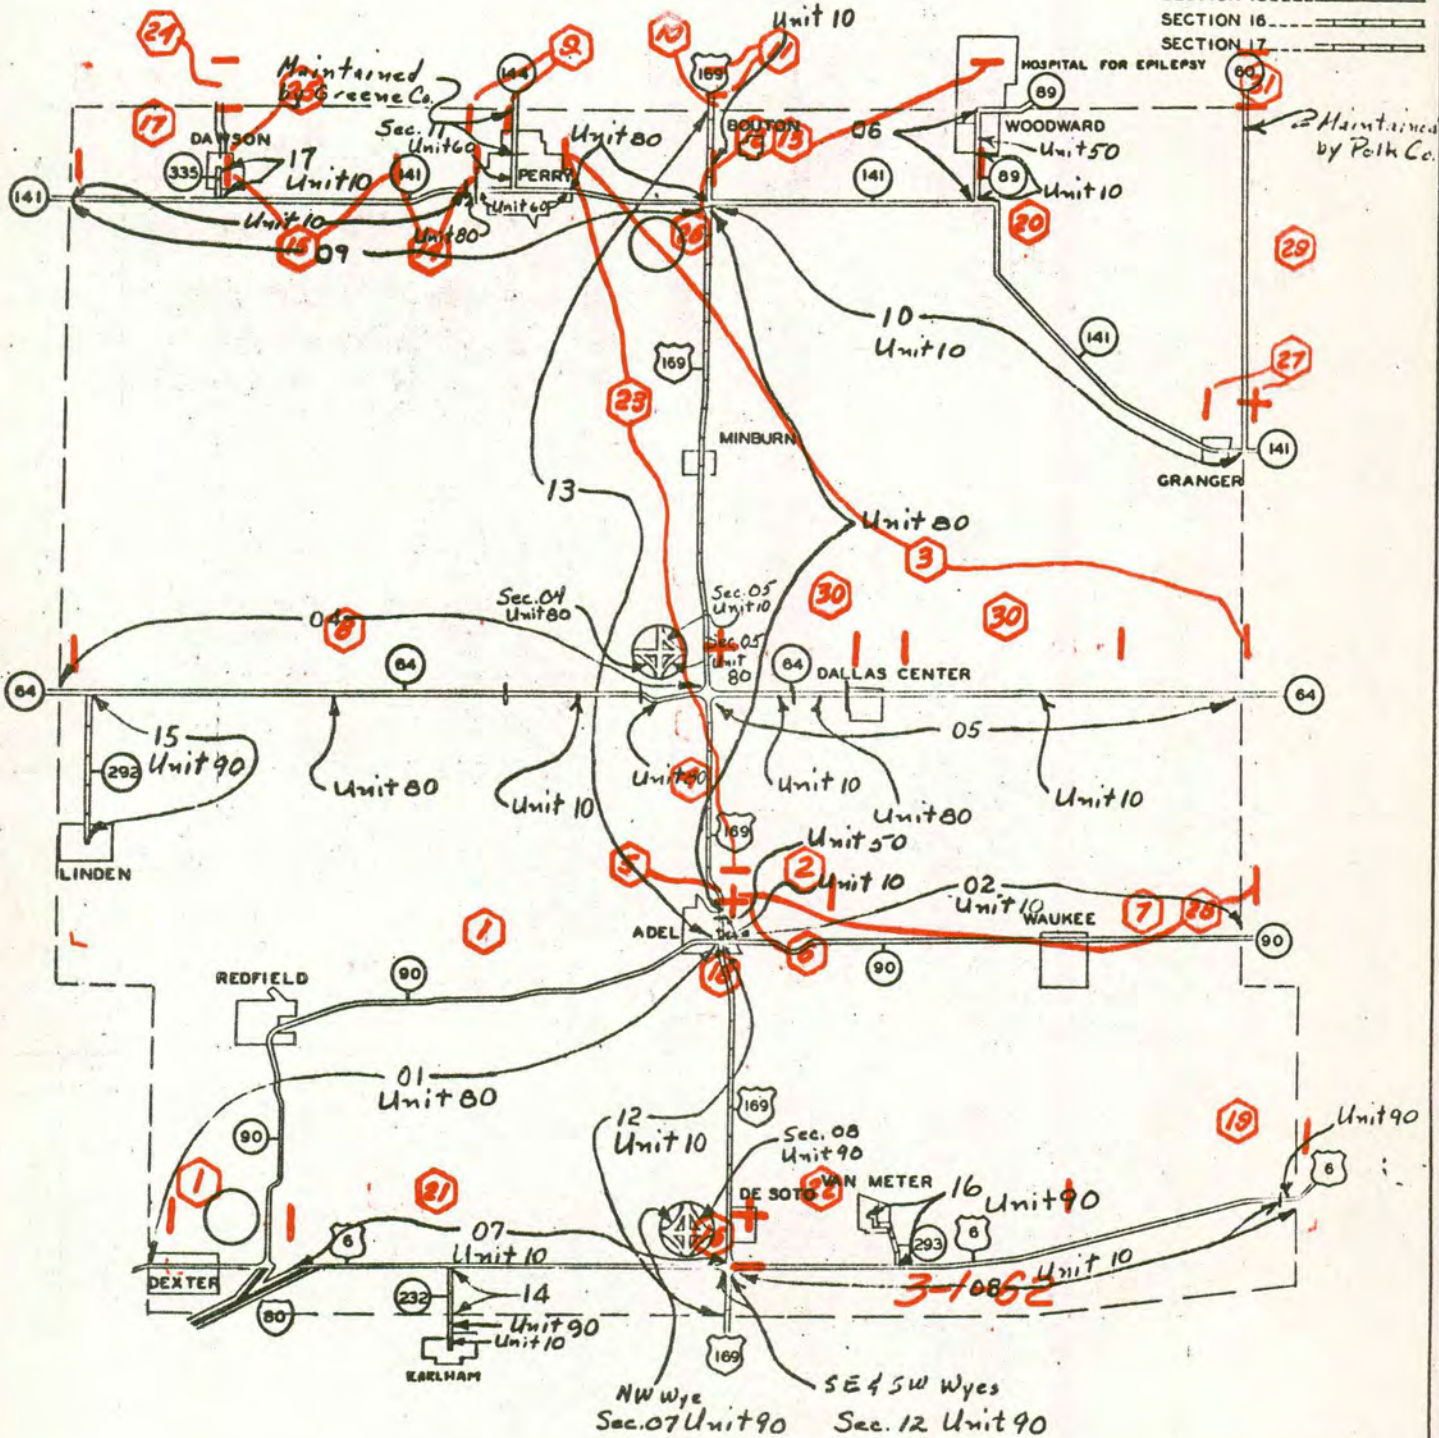 SECTION 16
SECTION 17
24
Maintained
by Greene Co.
144
9
10
169
Unit 10
11
HOSPITAL FOR EPILEPSY
60
31
89
17
DAWSON
Sec. 11
Unit 60
Unit 80
BOUTON
12
13
06
WOODWARD
Unit 50
Maintained
by Polk Co.
335
17
Unit 10
141
PERRY
141
89
Unit 10
141
Unit 10
Unit 60
Unit 80
09
26
20
29
10
Unit 10
141
169
23
27
MINBURN
141
GRANGER
13
Unit 80
3
Sec. 04
Unit 80
Sec. 05
Unit 10
30
30
04
8
Sec. 05
Unit
80
64
64
64
DALLAS CENTER
64
15
Unit 90
05
292
Unit 80
Unit 10
4
Unit 10
Unit 80
Unit 10
169
Unit 50
LINDEN
5
2
Unit 10
02
Unit 10
7
28
1
ADEL
WAUKEE
6
90
90
90
REDFIELD
01
Unit 80
169
12
Unit 10
Sec. 08
Unit 90
19
Unit 90
90
6
1
21
DE SOTO
22
VAN METER
16
Unit 90
07
Unit 10
6
293
6
08
Unit 10
3-1-62
DEXTER
80
232
14
Unit 90
Unit 10
EARLHAM
169
NW Wye
Sec. 07 Unit 90
SE & SW Wyes
Sec. 12 Unit 90